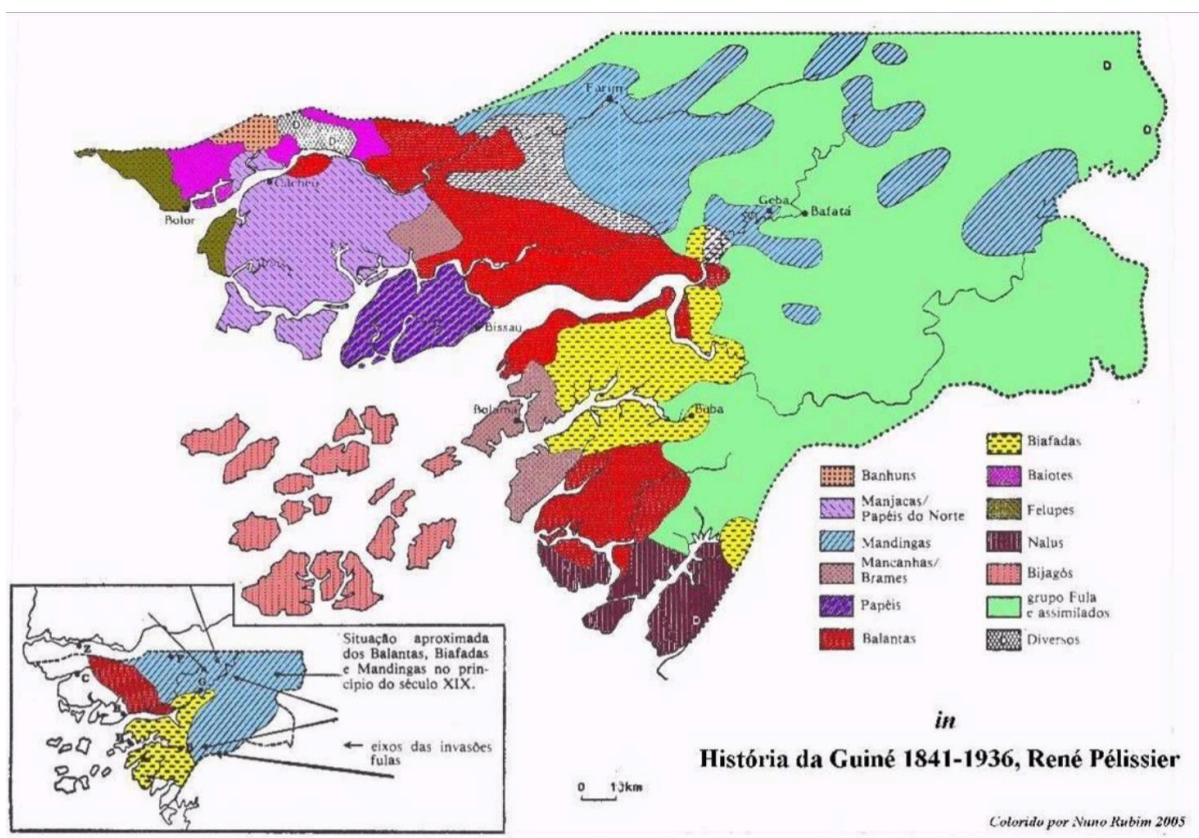 Farim
Cacheu
Bolor
Geba
Bafatá
Bissau
Bolama
Buba
D
D
D
D
D
Banhuns
Manjacas/
Papéis do Norte
Mandingas
Mancanhas/
Brames
Papéis
Balantas
Biafadas
Baiotes
Felupes
Nalus
Bijagós
grupo Fula
e assimilados
Diversos
Situação aproximada
dos Balantas, Biafadas
e Mandingas no prin-
cípio do século XIX.
eixos das invasões
fulas
Z
F
C
G
B
B
0 10km
in
História da Guiné 1841-1936, René Pélissier
Colorido por Nuno Rubim 2005